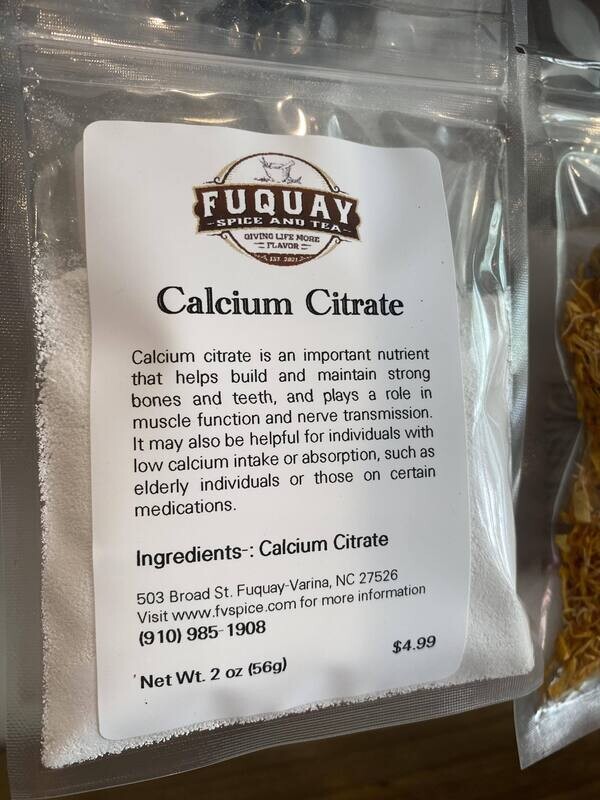 FUQUAY
SPICE AND TEA
GIVING LIFE MORE
FLAVOR
EST. 2021
Calcium Citrate
Calcium citrate is an important nutrient
that helps build and maintain strong
bones and teeth, and plays a role in
muscle function and nerve transmission.
It may also be helpful for individuals with
low calcium intake or absorption, such as
elderly individuals or those on certain
medications.
Ingredients-: Calcium Citrate
503 Broad St. Fuquay-Varina, NC 27526
Visit www.fvspice.com for more information
(910) 985-1908
$4.99
Net Wt. 2 oz (56g)